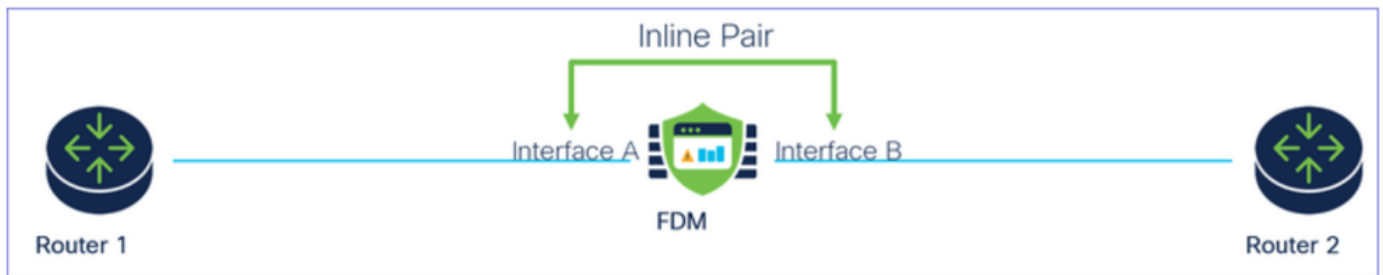 Inline Pair
Interface A
Interface B
FDM
Router 1
Router 2